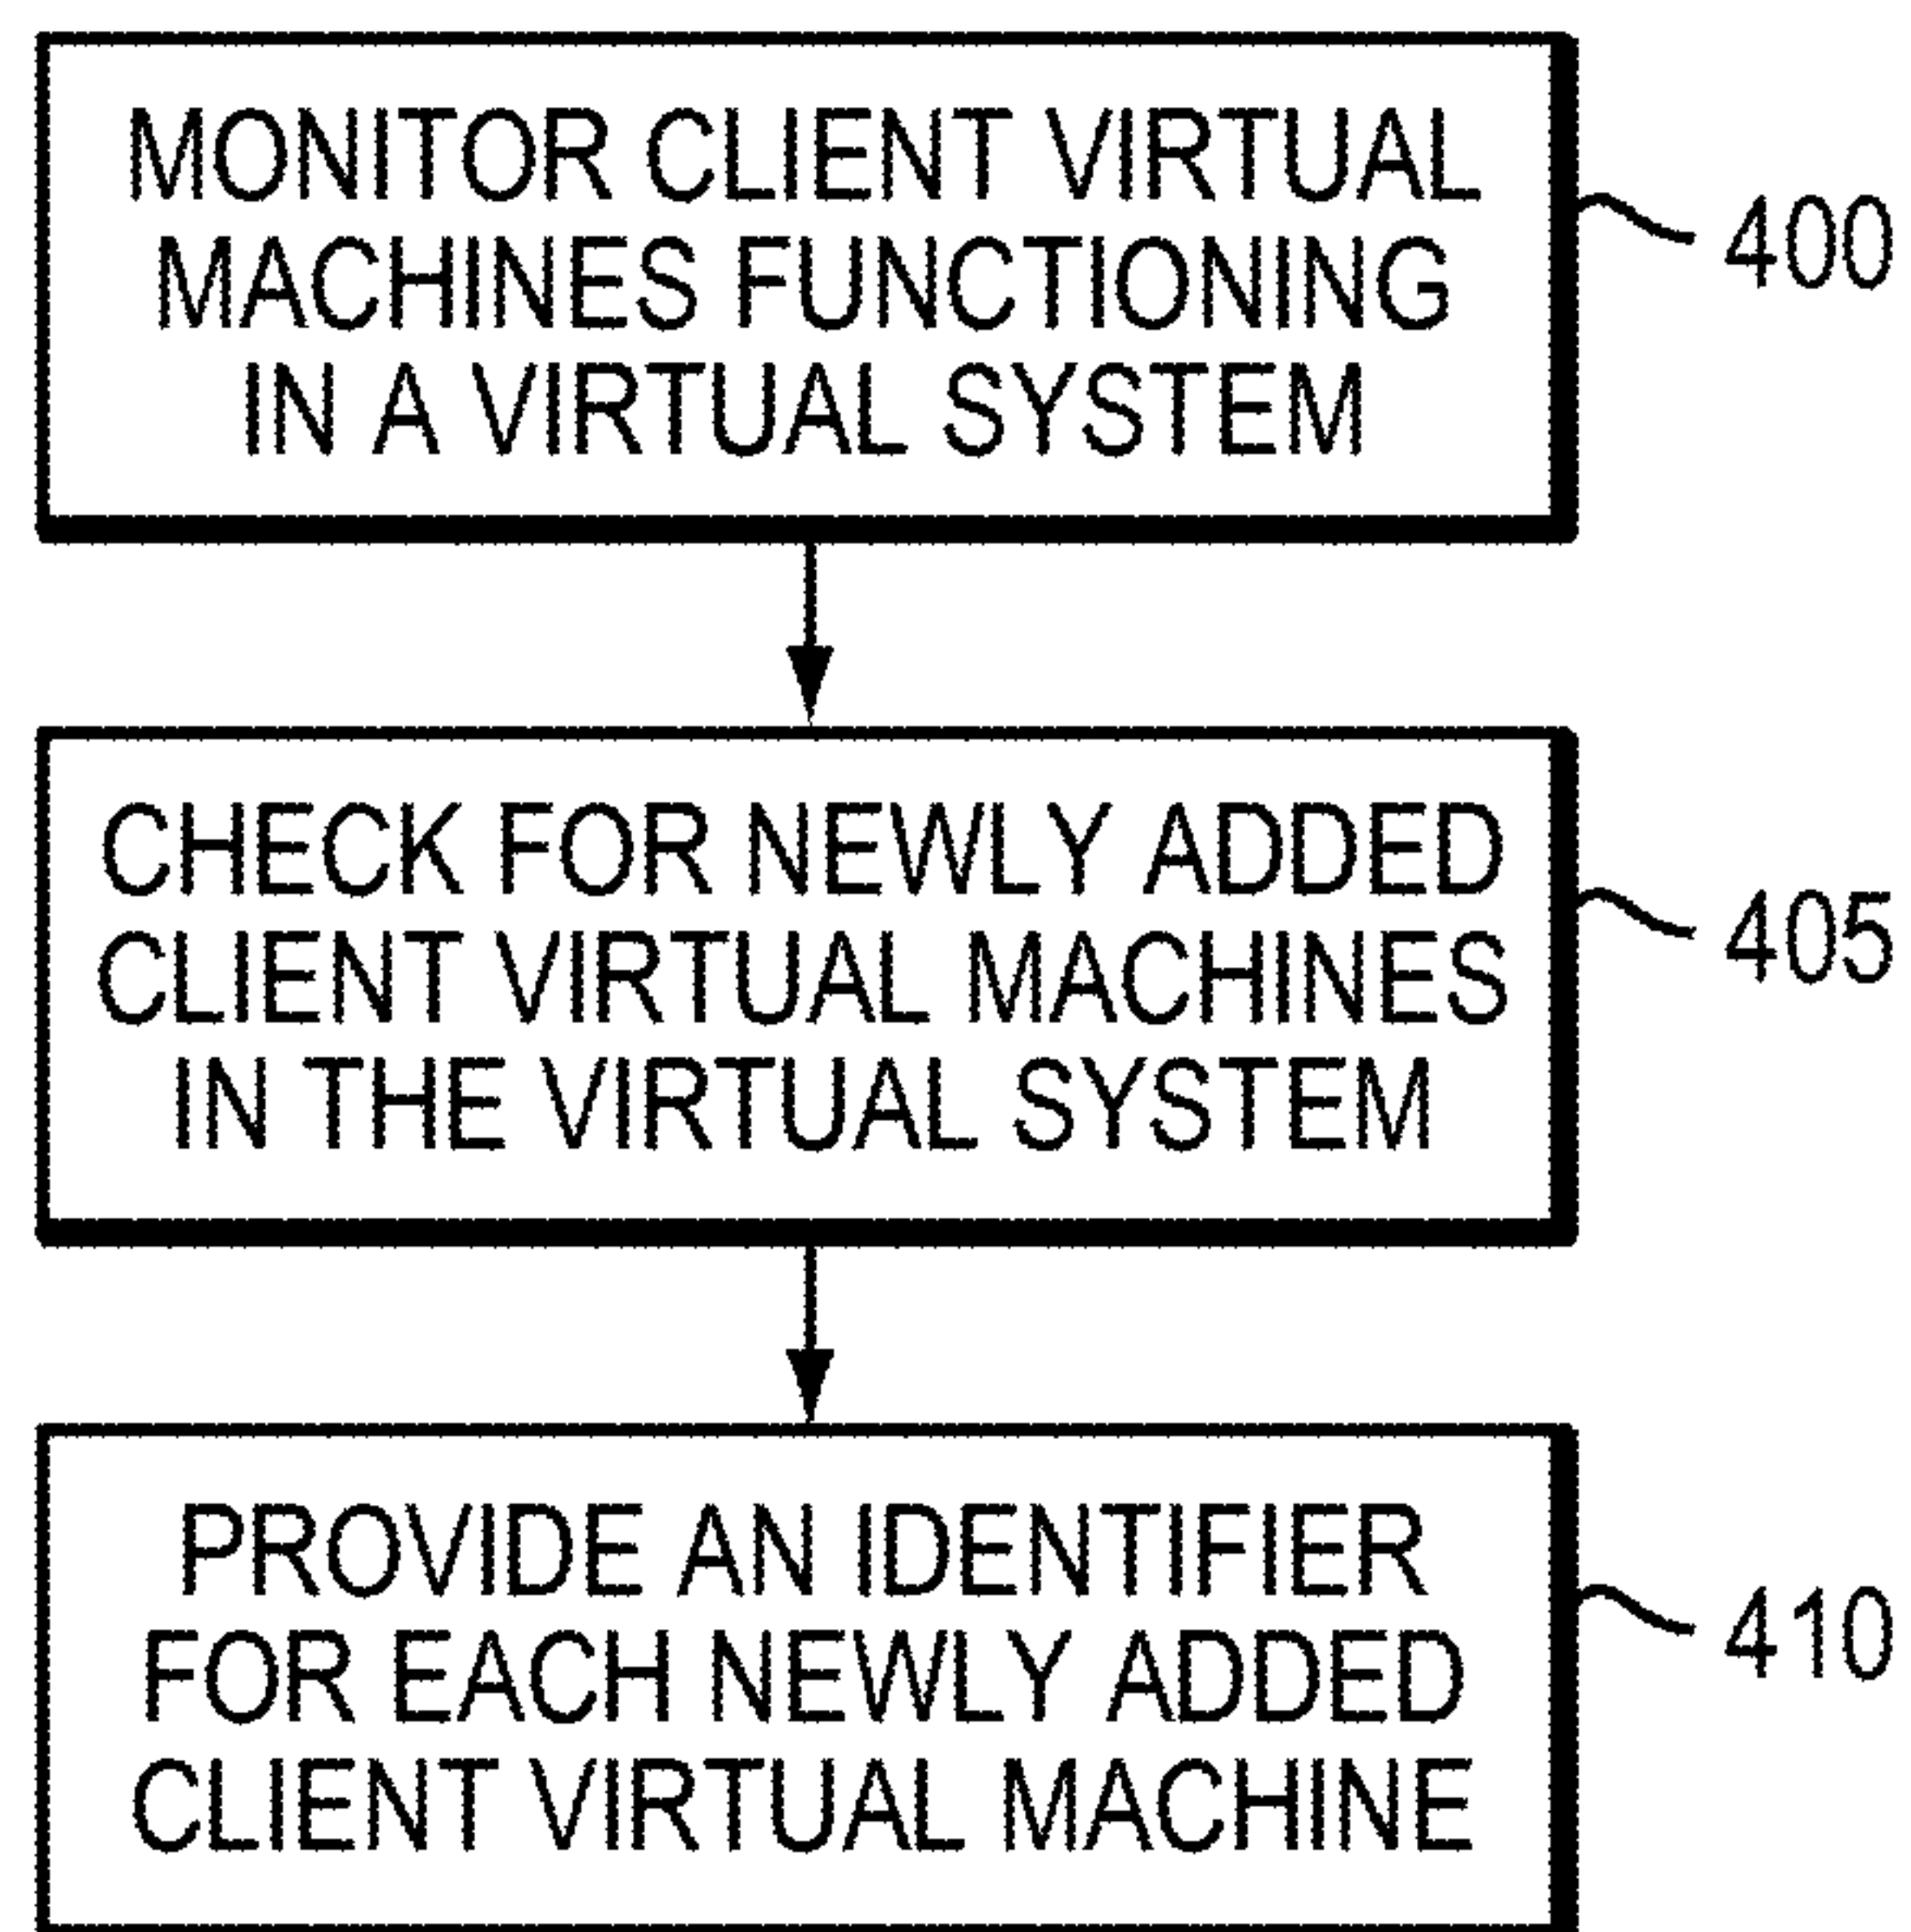 MONITOR CLIENT VIRTUAL
MACHINES FUNCTIONING
IN A VIRTUAL SYSTEM
400
CHECK FOR NEWLY ADDED
CLIENT VIRTUAL MACHINES
IN THE VIRTUAL SYSTEM
405
PROVIDE AN IDENTIFIER
FOR EACH NEWLY ADDED
CLIENT VIRTUAL MACHINE
410